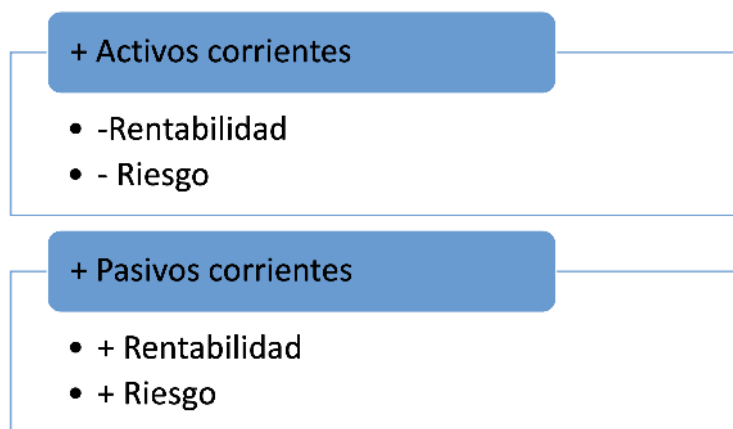 + Activos corrientes
• -Rentabilidad
• - Riesgo
+ Pasivos corrientes
• + Rentabilidad
• + Riesgo